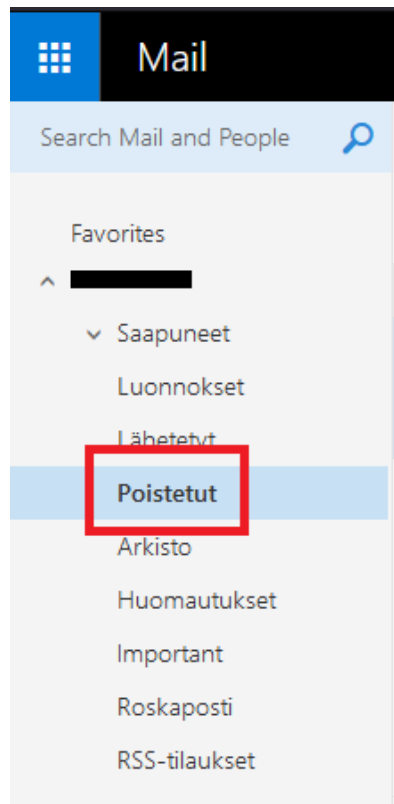 Mail
Search Mail and People
Favorites
Saapuneet
Luonnokset
Lähetetyt
Poistetut
Arkisto
Huomautukset
Important
Roskaposti
RSS-tilaukset